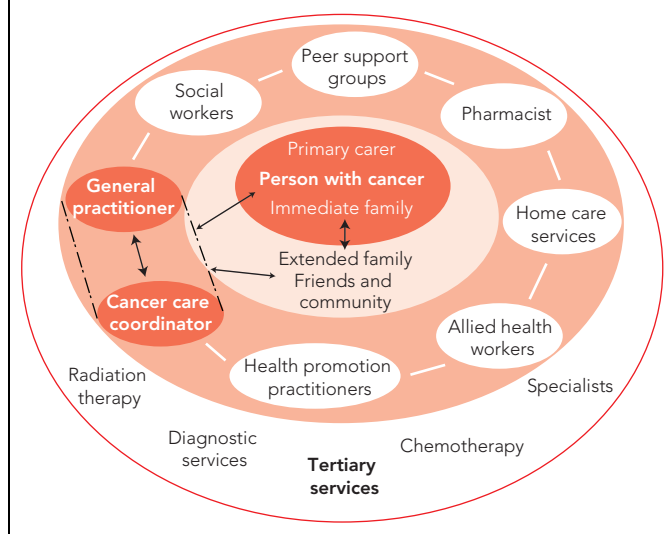 Peer support
groups
Social
workers
Pharmacist
Primary carer
Person with cancer
Immediate family
General
practitioner
Home care
services
Extended family
Friends and
community
Cancer care
coordinator
Allied health
workers
Health promotion
practitioners
Radiation
therapy
Specialists
Diagnostic
services
Chemotherapy
Tertiary
services